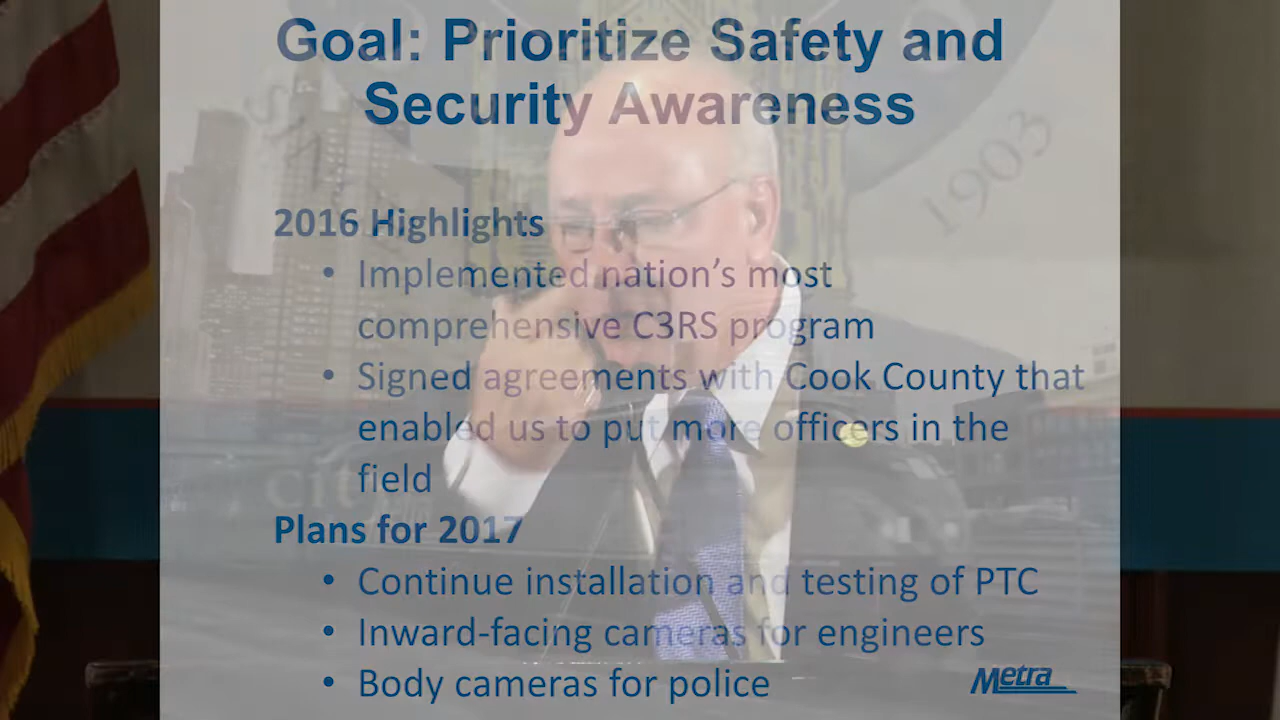 Goal: Prioritize Safety and
Security Awareness
1903
2016 Highlights
• Implemented nation's most
comprehensive C3RS program
• Signed agreements with Cook County that
enabled us to put more officers in the
field
Plans for 2017
• Continue installation and testing of PTC
• Inward-facing cameras for engineers
• Body cameras for police
Metra